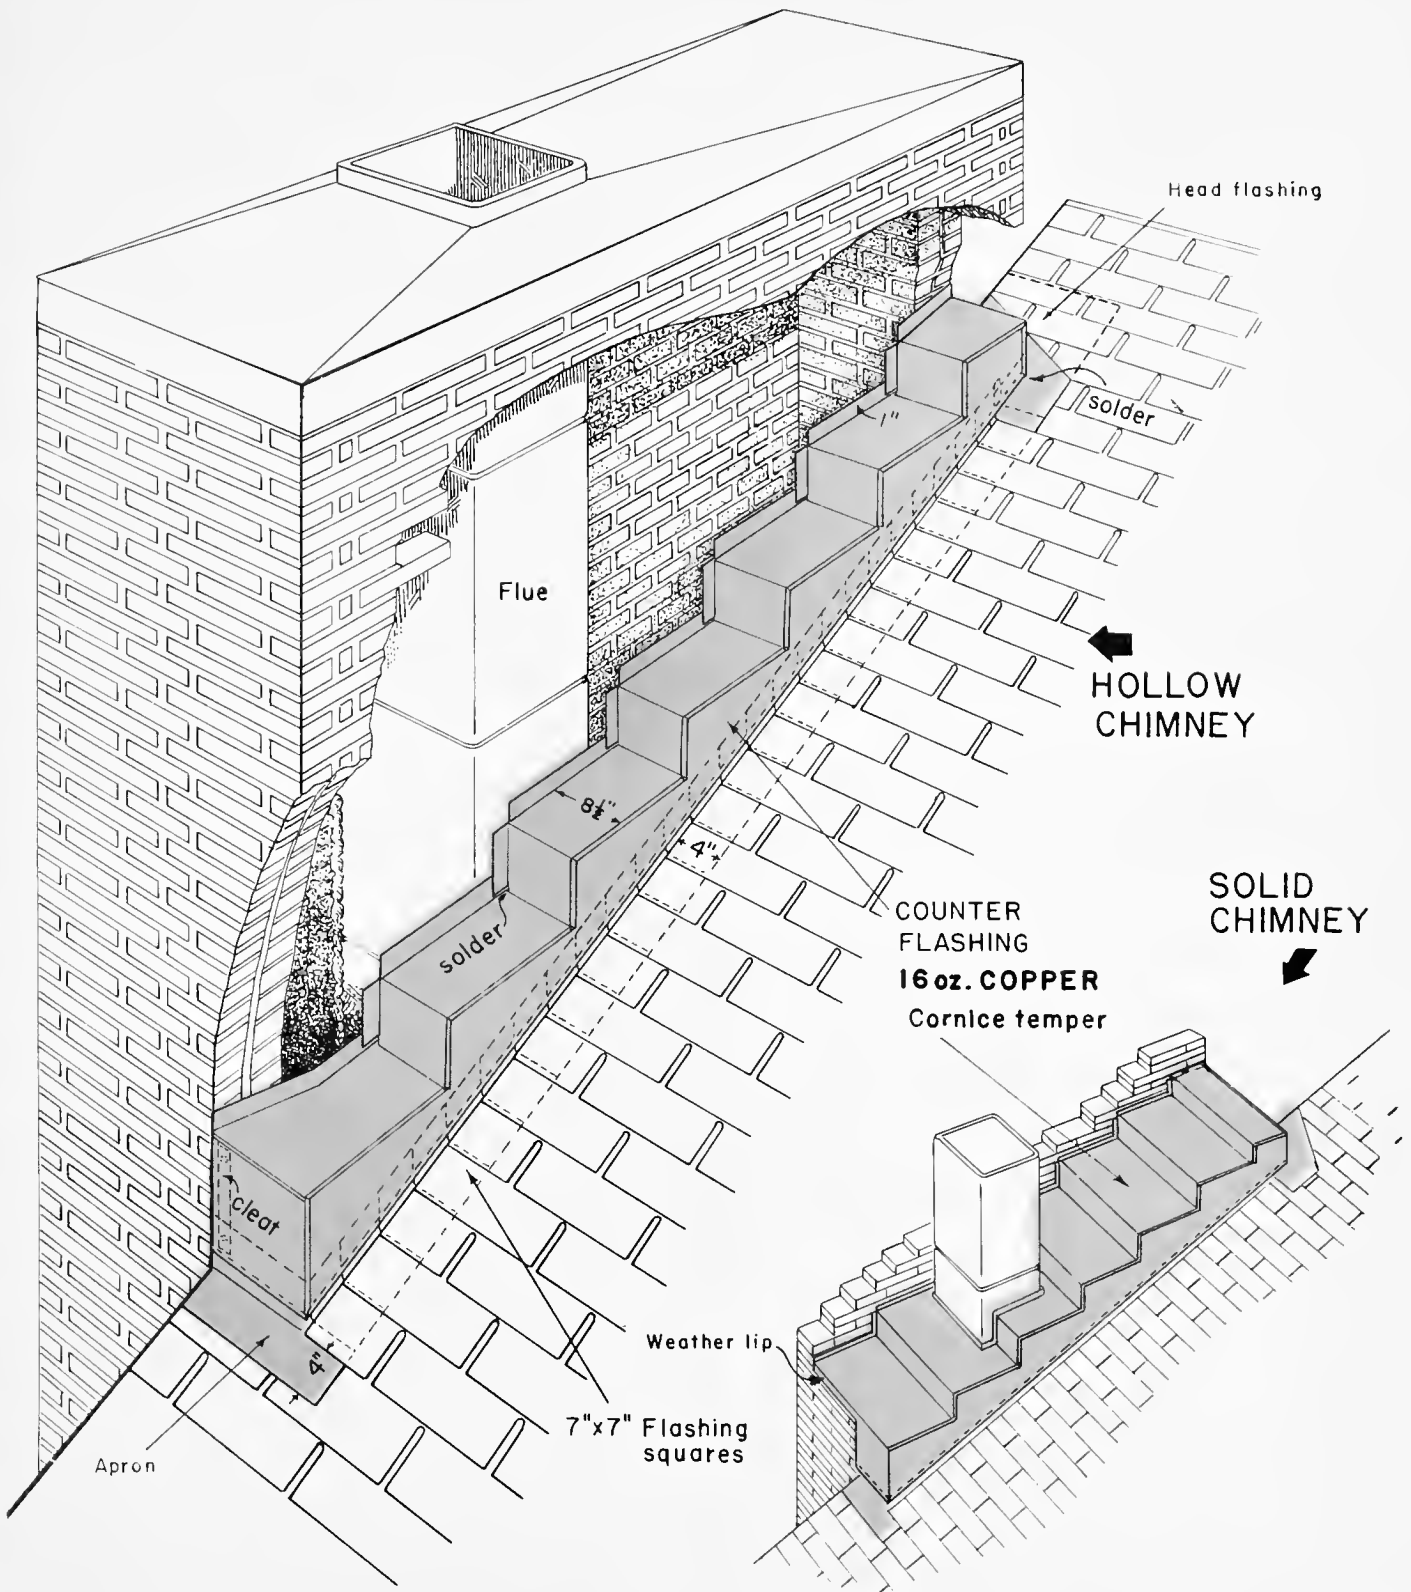 Head flashing
solder
1"
Flue
HOLLOW
CHIMNEY
8½"
4"
SOLID
CHIMNEY
COUNTER
FLASHING
16 oz. COPPER
Cornice temper
solder
cleat
Weather lip
4"
7"x7" Flashing
squares
Apron